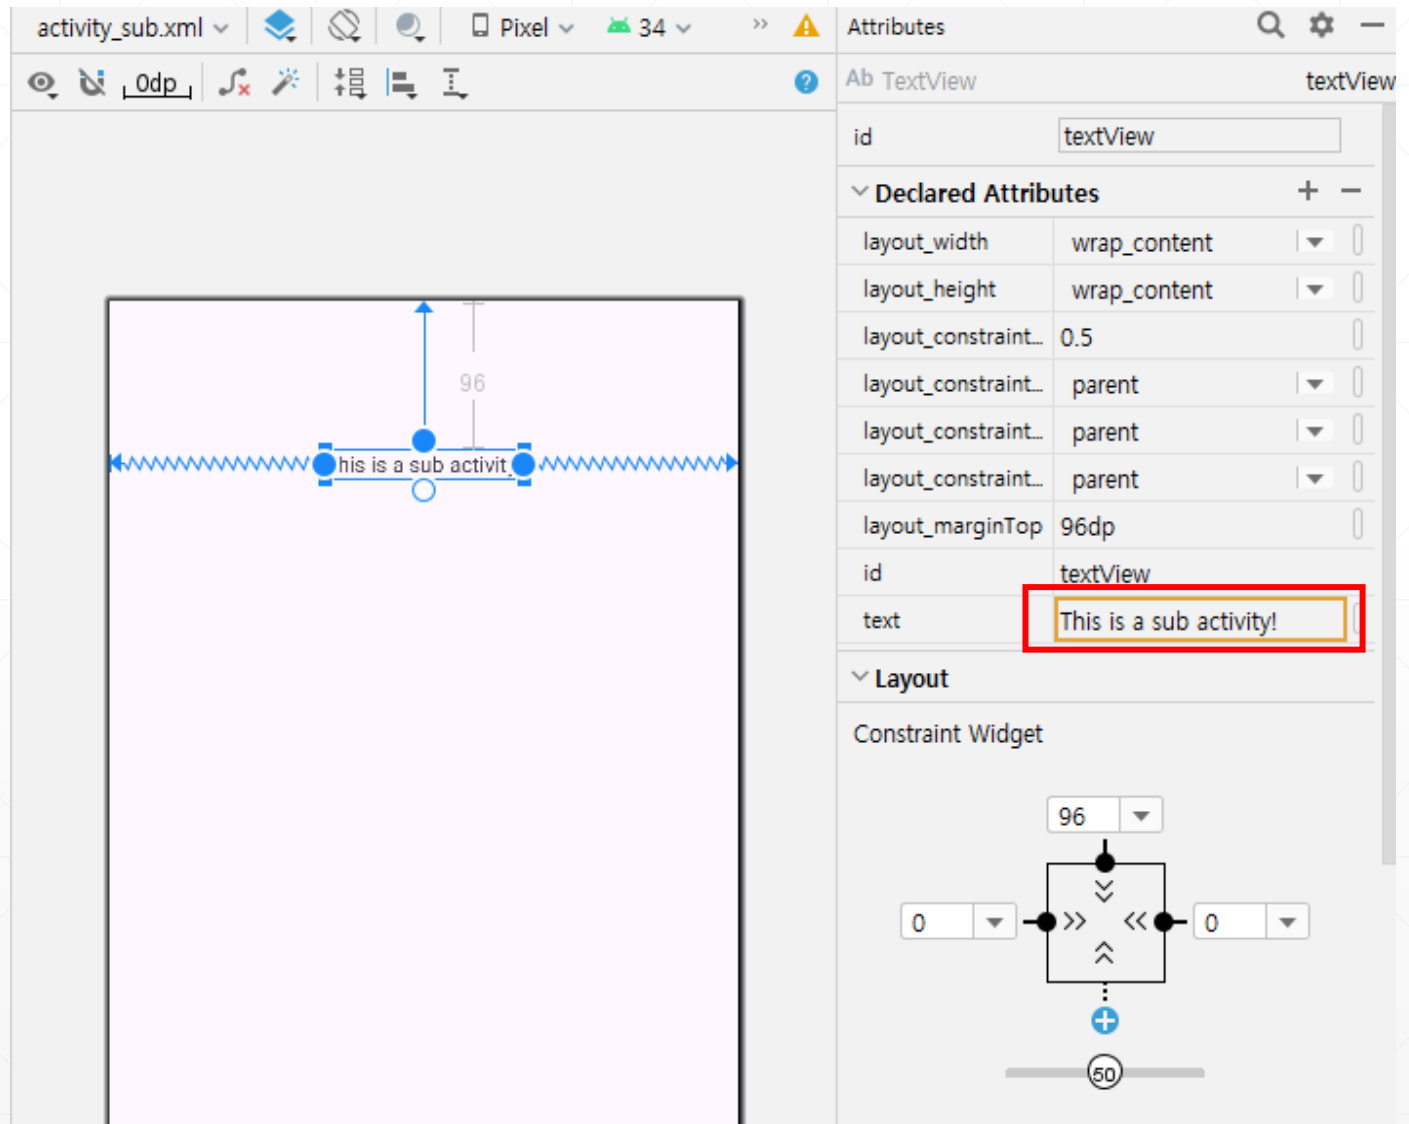 activity_sub.xml
Pixel
34
>>
Attributes
0dp
?
Ab TextView
textView
id
textView
Declared Attributes
layout_width
wrap_content
layout_height
wrap_content
layout_constraint...
0.5
layout_constraint...
parent
layout_constraint...
parent
layout_constraint...
parent
layout_marginTop
96dp
id
textView
text
This is a sub activity!
96
his is a sub activit
Layout
Constraint Widget
96
0
0
50